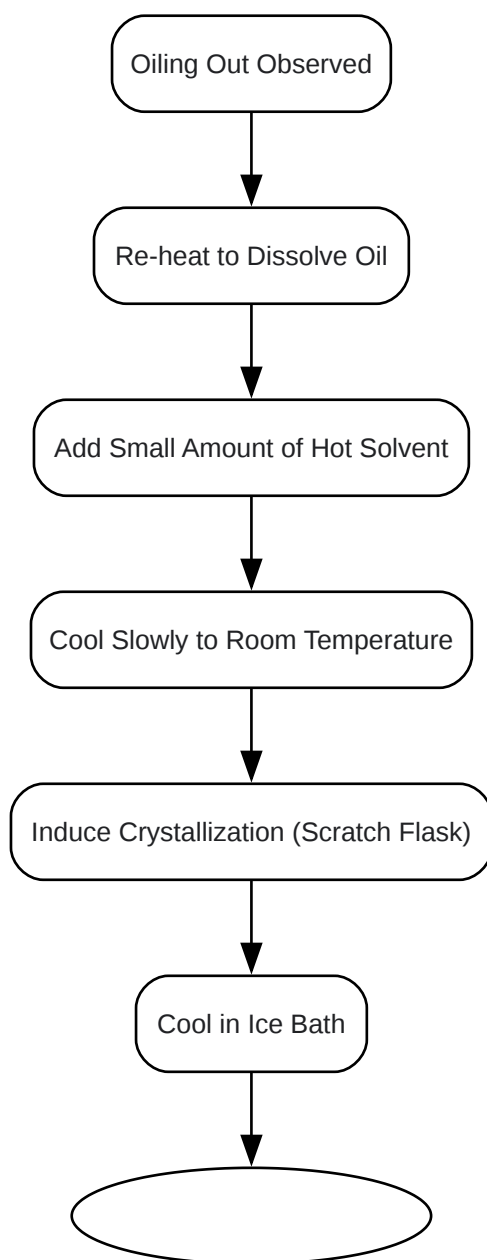 Oiling Out Observed
Re-heat to Dissolve Oil
Add Small Amount of Hot Solvent
Cool Slowly to Room Temperature
Induce Crystallization (Scratch Flask)
Cool in Ice Bath